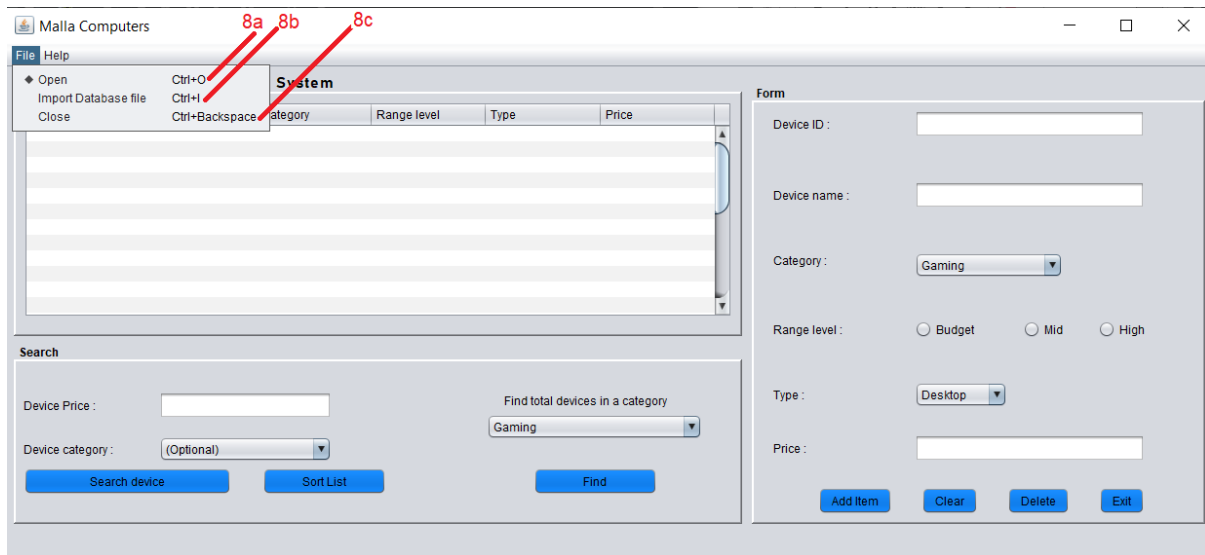 Malla Computers
8a 8b 8c
File Help
Open Ctrl+O
Import Database file Ctrl+I
Close Ctrl+Backspace
System
ategory Range level Type Price
Form
Device ID :
Device name :
Category : Gaming
Range level : Budget Mid High
Type : Desktop
Price :
Add Item Clear Delete Exit
Search
Device Price :
Find total devices in a category
Gaming
Device category : (Optional)
Search device Sort List Find